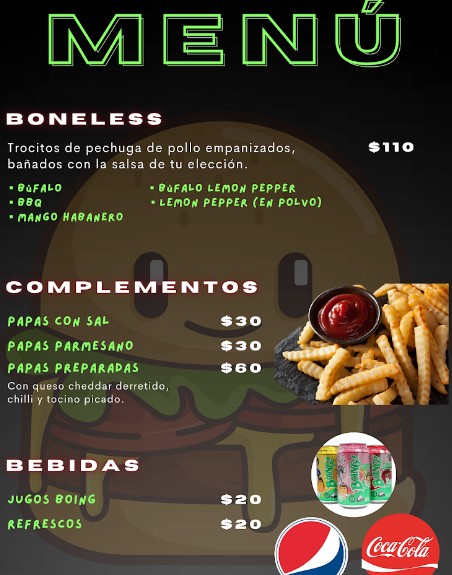 MENÚ
BONELESS
Trocitos de pechuga de pollo empanizados, $110
bañados con la salsa de tu elección.
▪ BúFALO ▪ BúFALO LEMON PEPPER
▪ BBQ ▪ LEMON PEPPER (EN POLVO)
▪ MANGO HABANERO
COMPLEMENTOS
PAPAS CON SAL $30
PAPAS PARMESANO $30
PAPAS PREPARADAS $60
Con queso cheddar derretido,
chilli y tocino picado.
BEBIDAS
BOING!
JUGOS BOING $20
REFRESCOS $20
Coca-Cola